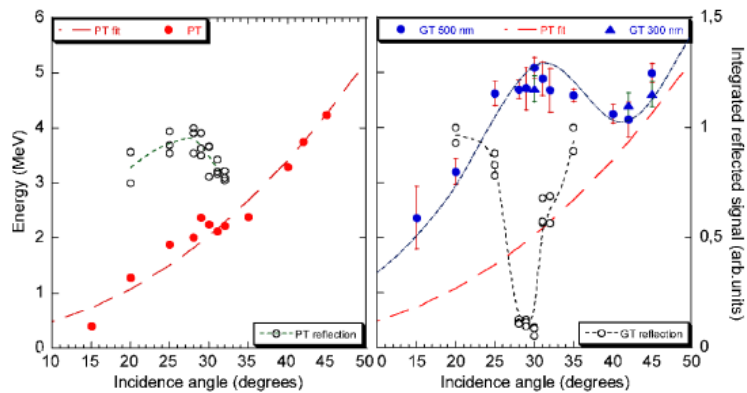 PT fit PT
GT 500 nm PT fit GT 300 nm
6
5
4
3
2
1
0
Energy (MeV)
PT reflection
10 15 20 25 30 35 40 45 50
Incidence angle (degrees)
GT reflection
10 15 20 25 30 35 40 45 50
Incidence angle (degrees)
1,5
1
0,5
0
Integrated reflected signal (arb.units)